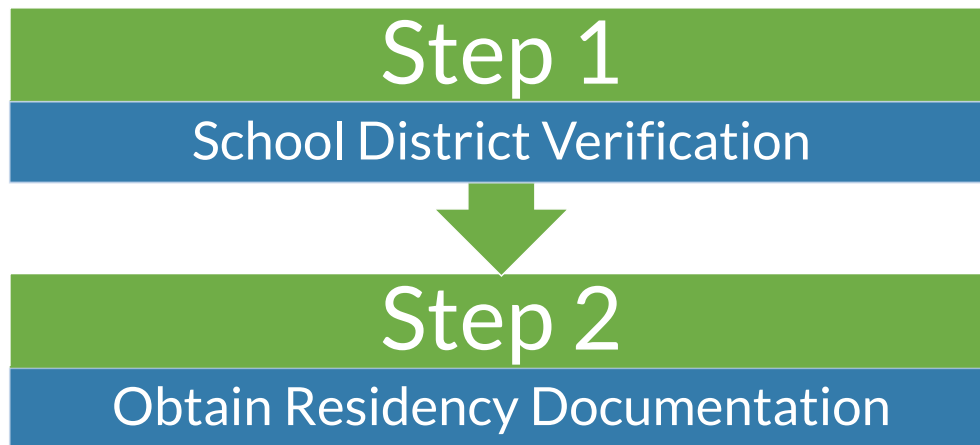 Step 1
School District Verification
Step 2
Obtain Residency Documentation